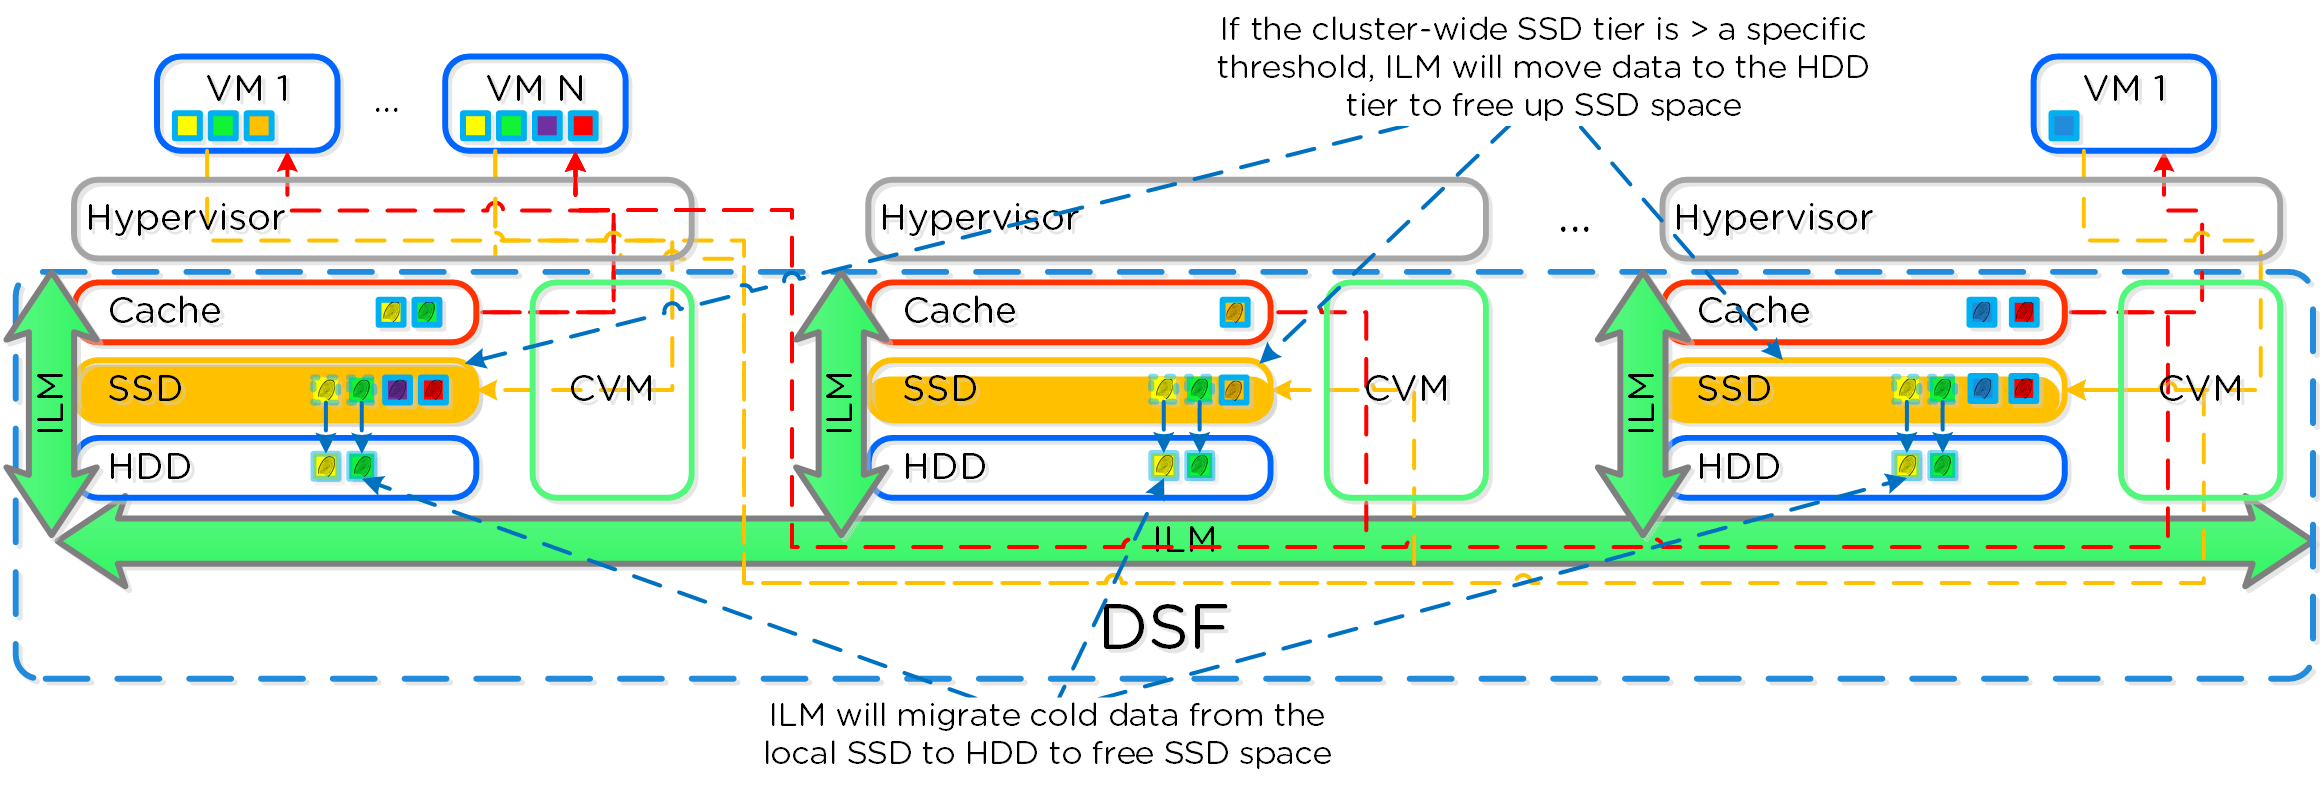 If the cluster-wide SSD tier is > a specific
threshold, ILM will move data to the HDD
tier to free up SSD space
VM 1
...
VM N
VM 1
Hypervisor
Hypervisor
...
Hypervisor
Cache
Cache
Cache
ILM
SSD
CVM
ILM
SSD
CVM
ILM
SSD
CVM
HDD
HDD
HDD
ILM
DSF
ILM will migrate cold data from the
local SSD to HDD to free SSD space